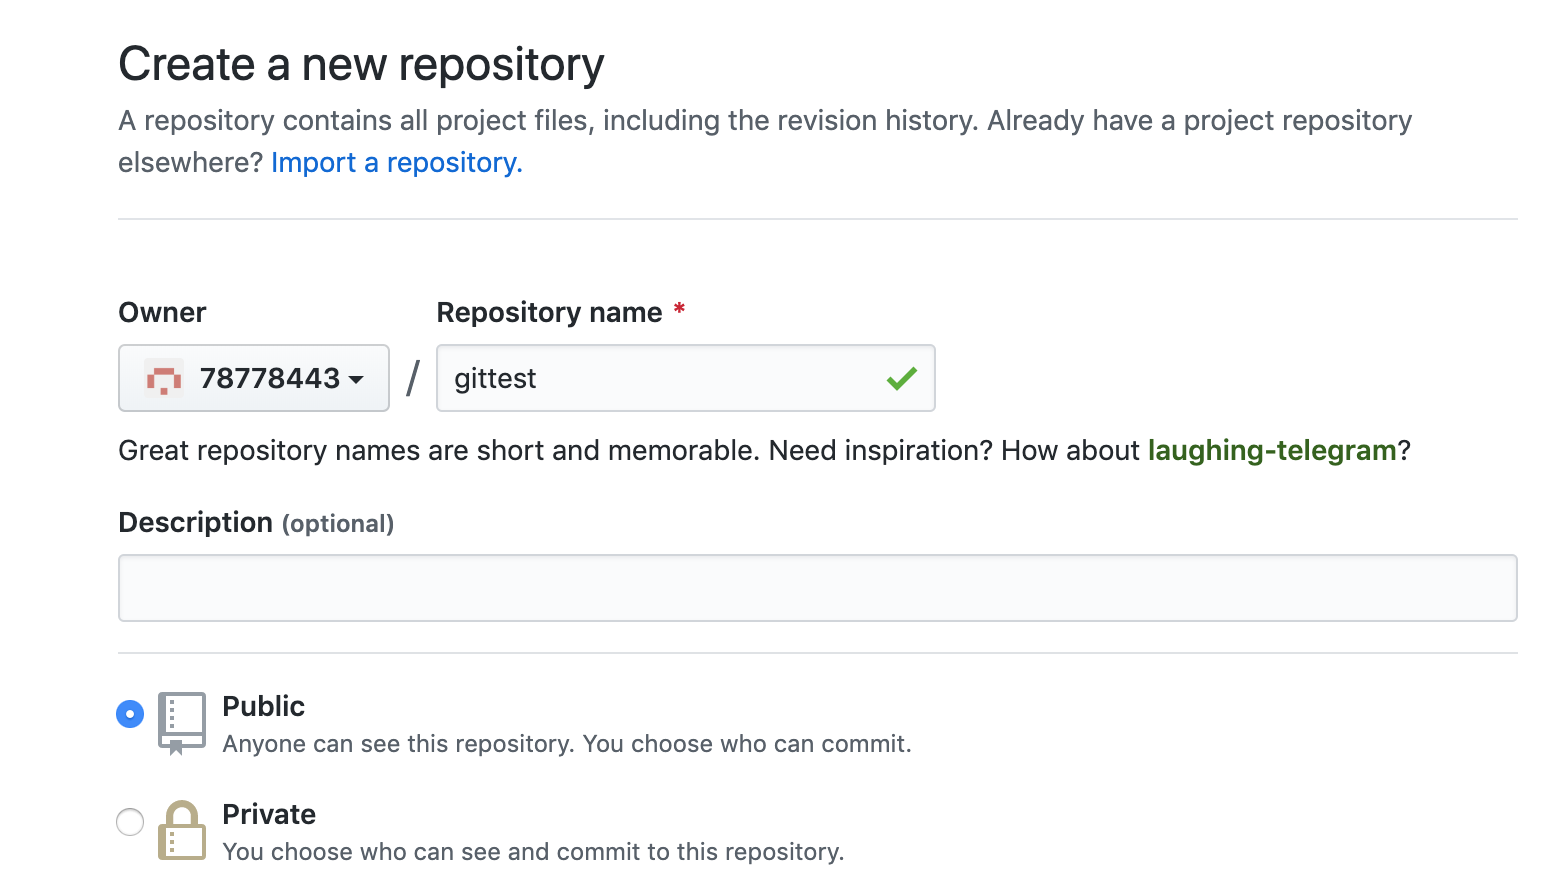 Create a new repository
A repository contains all project files, including the revision history. Already have a project repository
elsewhere? Import a repository.
Owner
Repository name *
78778443
/
gittest
Great repository names are short and memorable. Need inspiration? How about laughing-telegram?
Description (optional)
Public
Anyone can see this repository. You choose who can commit.
Private
You choose who can see and commit to this repository.